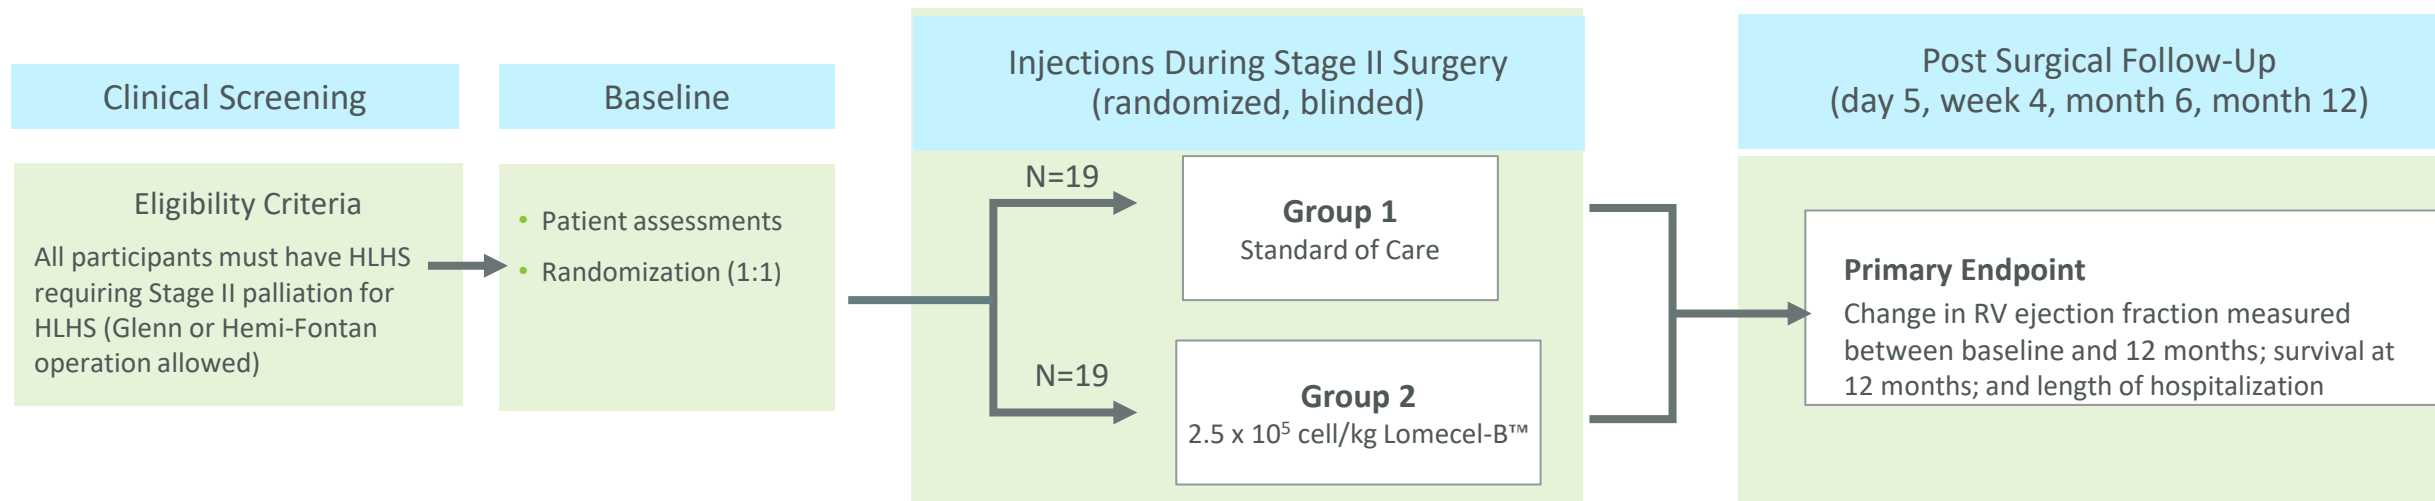 Clinical Screening
Eligibility Criteria
All participants must have HLHS
requiring Stage II palliation for
HLHS (Glenn or Hemi-Fontan
operation allowed)
Baseline
• Patient assessments
• Randomization (1:1)
Injections During Stage II Surgery
(randomized, blinded)
N=19
Group 1
Standard of Care
N=19
Group 2
2.5 x 10⁵ cell/kg Lomecel-B™
Post Surgical Follow-Up
(day 5, week 4, month 6, month 12)
Primary Endpoint
Change in RV ejection fraction measured
between baseline and 12 months; survival at
12 months; and length of hospitalization